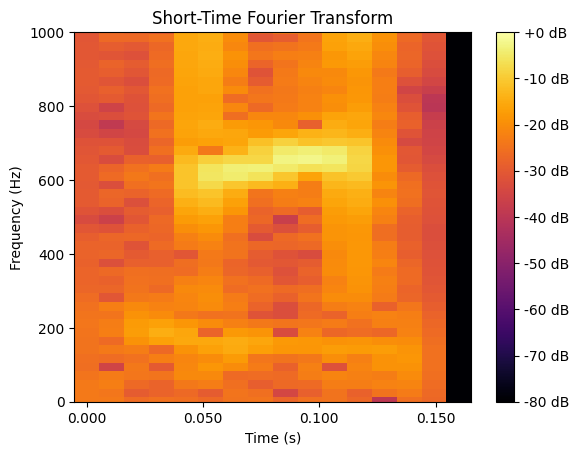 Short-Time Fourier Transform
Frequency (Hz)
1000
800
600
400
200
0
0.000
0.050
0.100
0.150
Time (s)
+0 dB
-10 dB
-20 dB
-30 dB
-40 dB
-50 dB
-60 dB
-70 dB
-80 dB